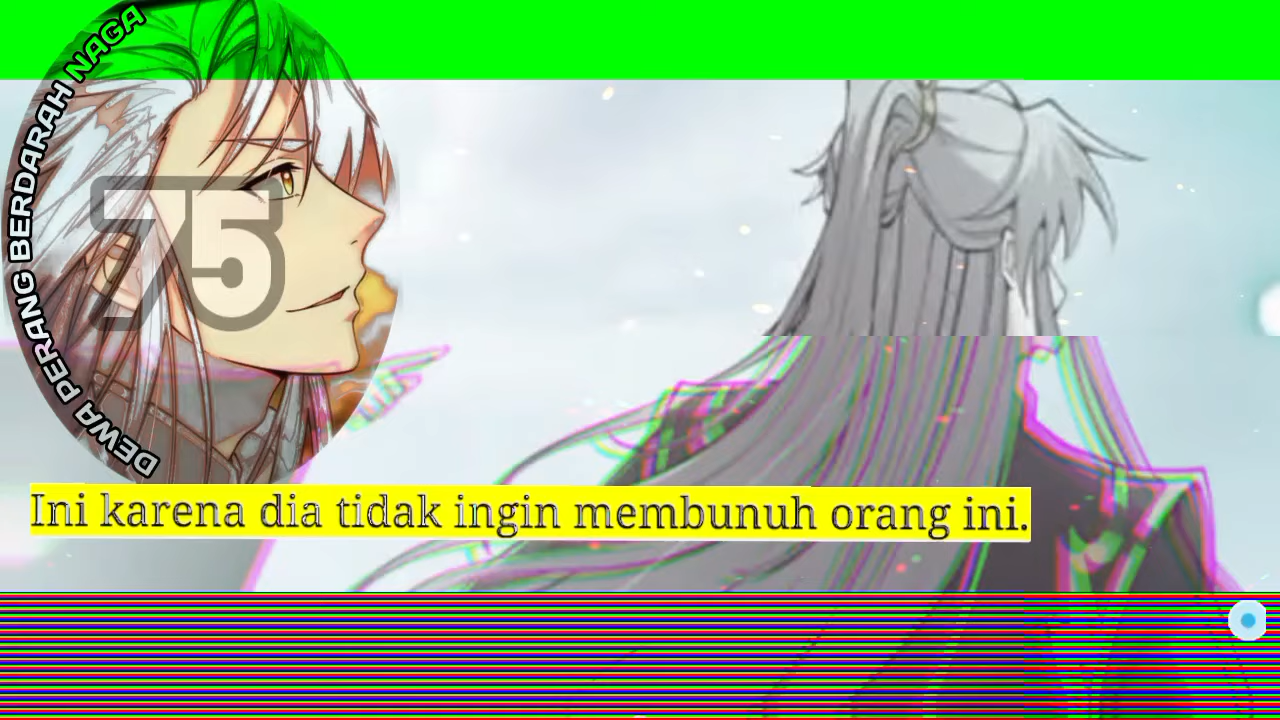 DEWA PERANG BERDARAH NAGA
75
Ini karena dia tidak ingin membunuh orang ini.